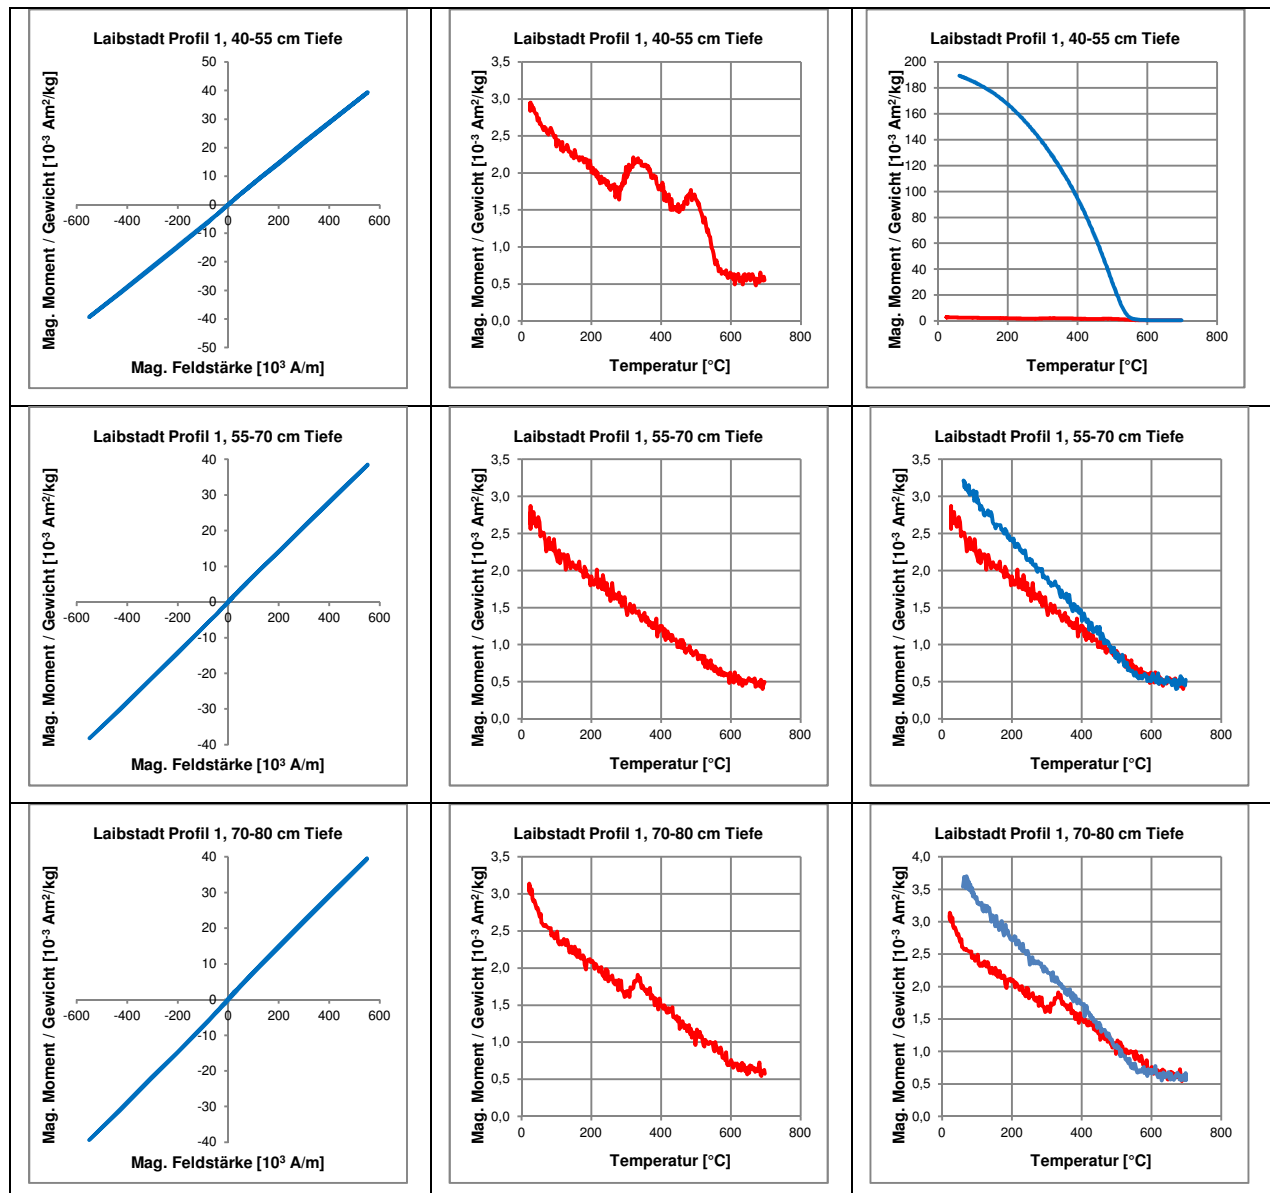 Laibstadt Profil 1, 40-55 cm Tiefe
Mag. Moment / Gewicht [10⁻³ Am²/kg]
50
40
30
20
10
0
-10
-20
-30
-40
-50
-600 -400 -200 0 200 400 600
Mag. Feldstärke [10³ A/m]
Laibstadt Profil 1, 40-55 cm Tiefe
Mag. Moment / Gewicht [10⁻³ Am²/kg]
3,5
3,0
2,5
2,0
1,5
1,0
0,5
0,0
0 200 400 600 800
Temperatur [°C]
Laibstadt Profil 1, 40-55 cm Tiefe
Mag. Moment / Gewicht [10⁻³ Am²/kg]
200
180
160
140
120
100
80
60
40
20
0
0 200 400 600 800
Temperatur [°C]
Laibstadt Profil 1, 55-70 cm Tiefe
Mag. Moment / Gewicht [10⁻³ Am²/kg]
40
30
20
10
0
-10
-20
-30
-40
-600 -400 -200 0 200 400 600
Mag. Feldstärke [10³ A/m]
Laibstadt Profil 1, 55-70 cm Tiefe
Mag. Moment / Gewicht [10⁻³ Am²/kg]
3,5
3,0
2,5
2,0
1,5
1,0
0,5
0,0
0 200 400 600 800
Temperatur [°C]
Laibstadt Profil 1, 55-70 cm Tiefe
Mag. Moment / Gewicht [10⁻³ Am²/kg]
3,5
3,0
2,5
2,0
1,5
1,0
0,5
0,0
0 200 400 600 800
Temperatur [°C]
Laibstadt Profil 1, 70-80 cm Tiefe
Mag. Moment / Gewicht [10⁻³ Am²/kg]
40
30
20
10
0
-10
-20
-30
-40
-600 -400 -200 0 200 400 600
Mag. Feldstärke [10³ A/m]
Laibstadt Profil 1, 70-80 cm Tiefe
Mag. Moment / Gewicht [10⁻³ Am²/kg]
3,5
3,0
2,5
2,0
1,5
1,0
0,5
0,0
0 200 400 600 800
Temperatur [°C]
Laibstadt Profil 1, 70-80 cm Tiefe
Mag. Moment / Gewicht [10⁻³ Am²/kg]
4,0
3,5
3,0
2,5
2,0
1,5
1,0
0,5
0,0
0 200 400 600 800
Temperatur [°C]